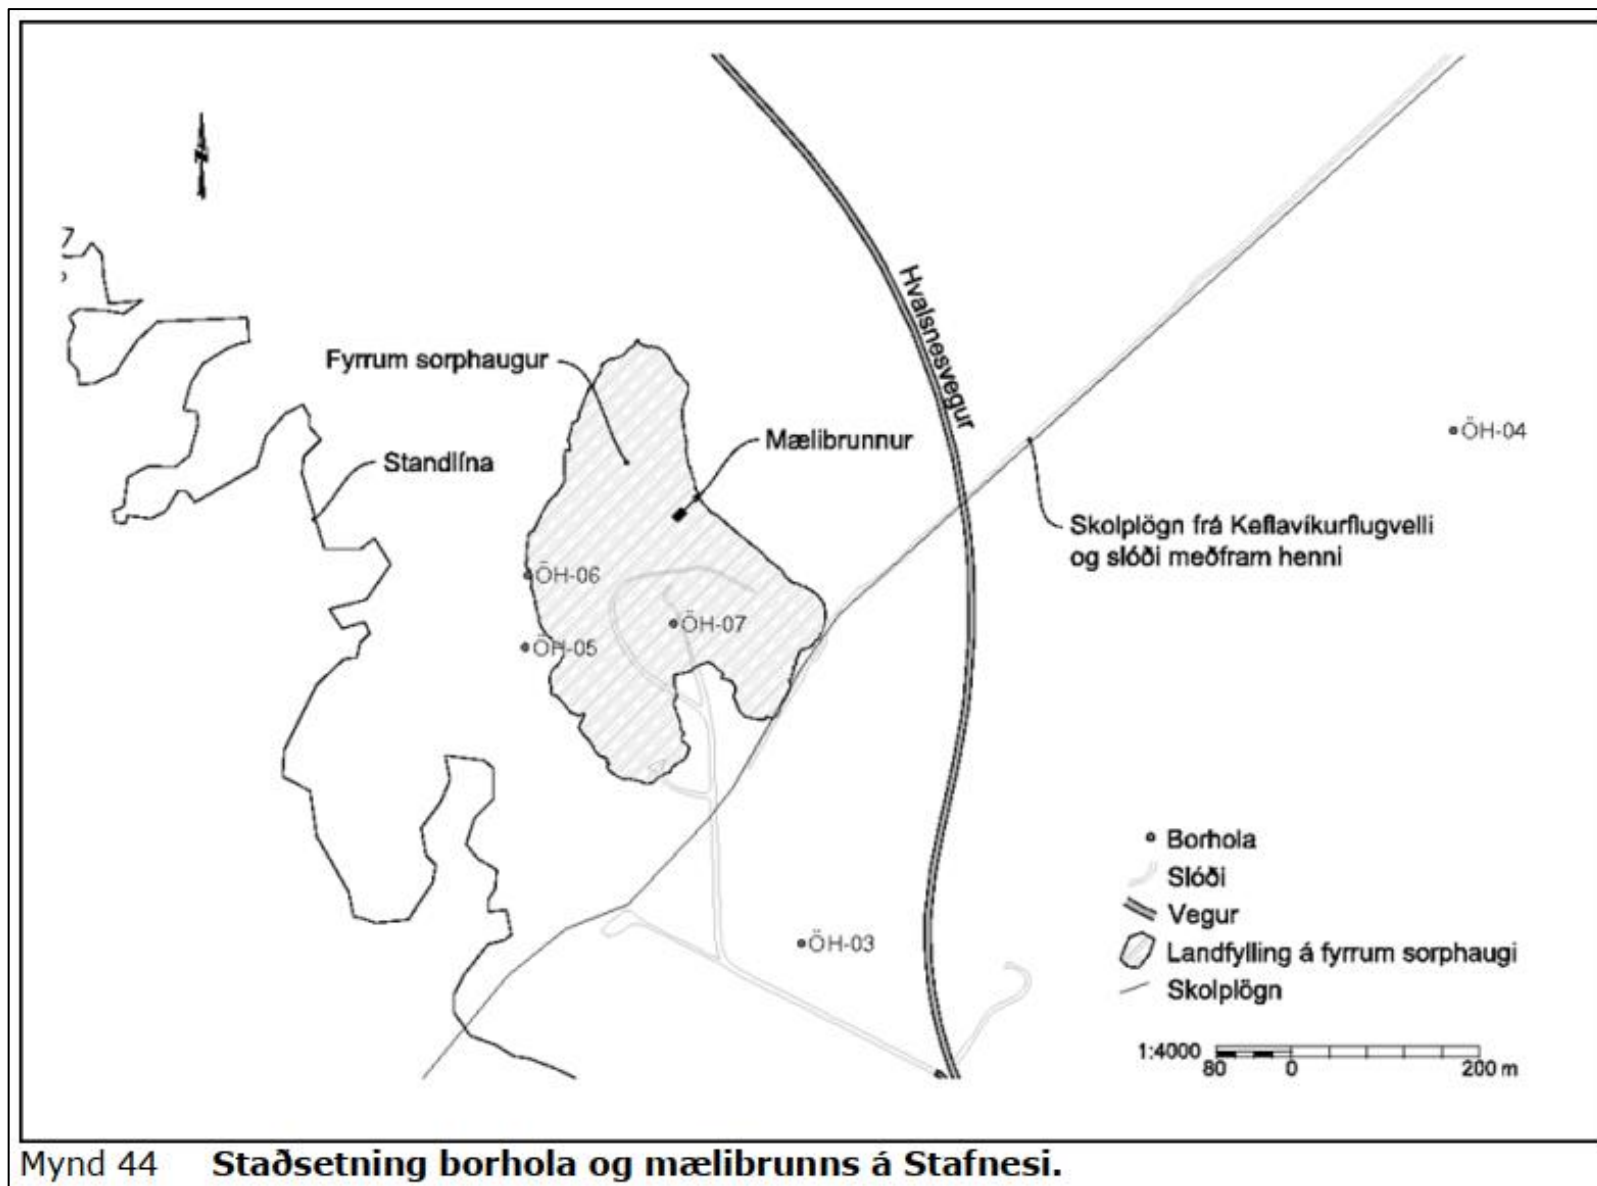 N
7
Hvalsnesvegur
Fyrrum sorphaugur
Mælibrunnur
Standlína
ÖH-04
Skolplögn frá Keflavíkurflugvelli
og slóði meðfram henni
ÖH-06
ÖH-07
ÖH-05
ÖH-03
Borhola
Slóði
Vegur
Landfylling á fyrrum sorphaugi
Skolplögn
1:4000
80 0 200 m
Mynd 44 Staðsetning borhola og mælibrunns á Stafnesi.